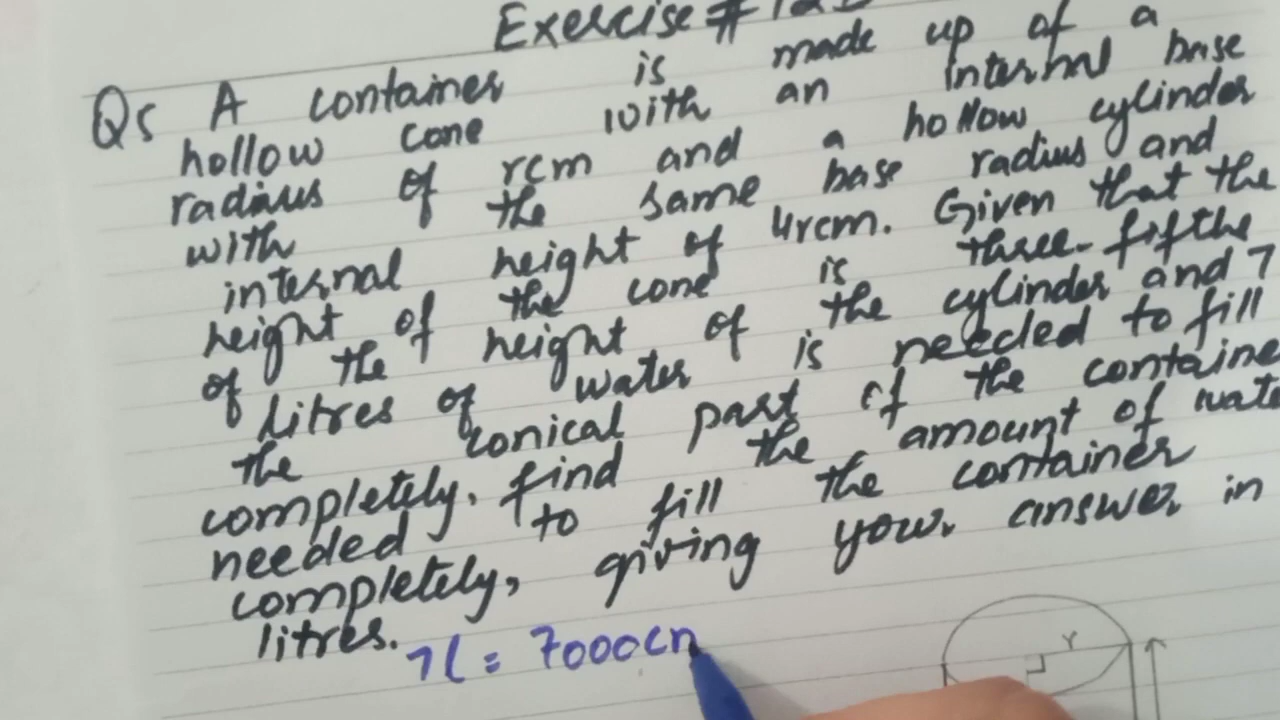 Exercise #
Q5 A container is made up of a
hollow cone with an internal base
radius of rcm and a hollow cylinder
with the same base radius and
internal height of 4rcm. Given that the
height of the cone is three-fifths
of the height of the cylinder and 7
litres of water is needed to fill
the conical part of the containe
completely. find the amount of wate
needed to fill the container
completely, giving your answer in
litres.
7l = 7000cm
r